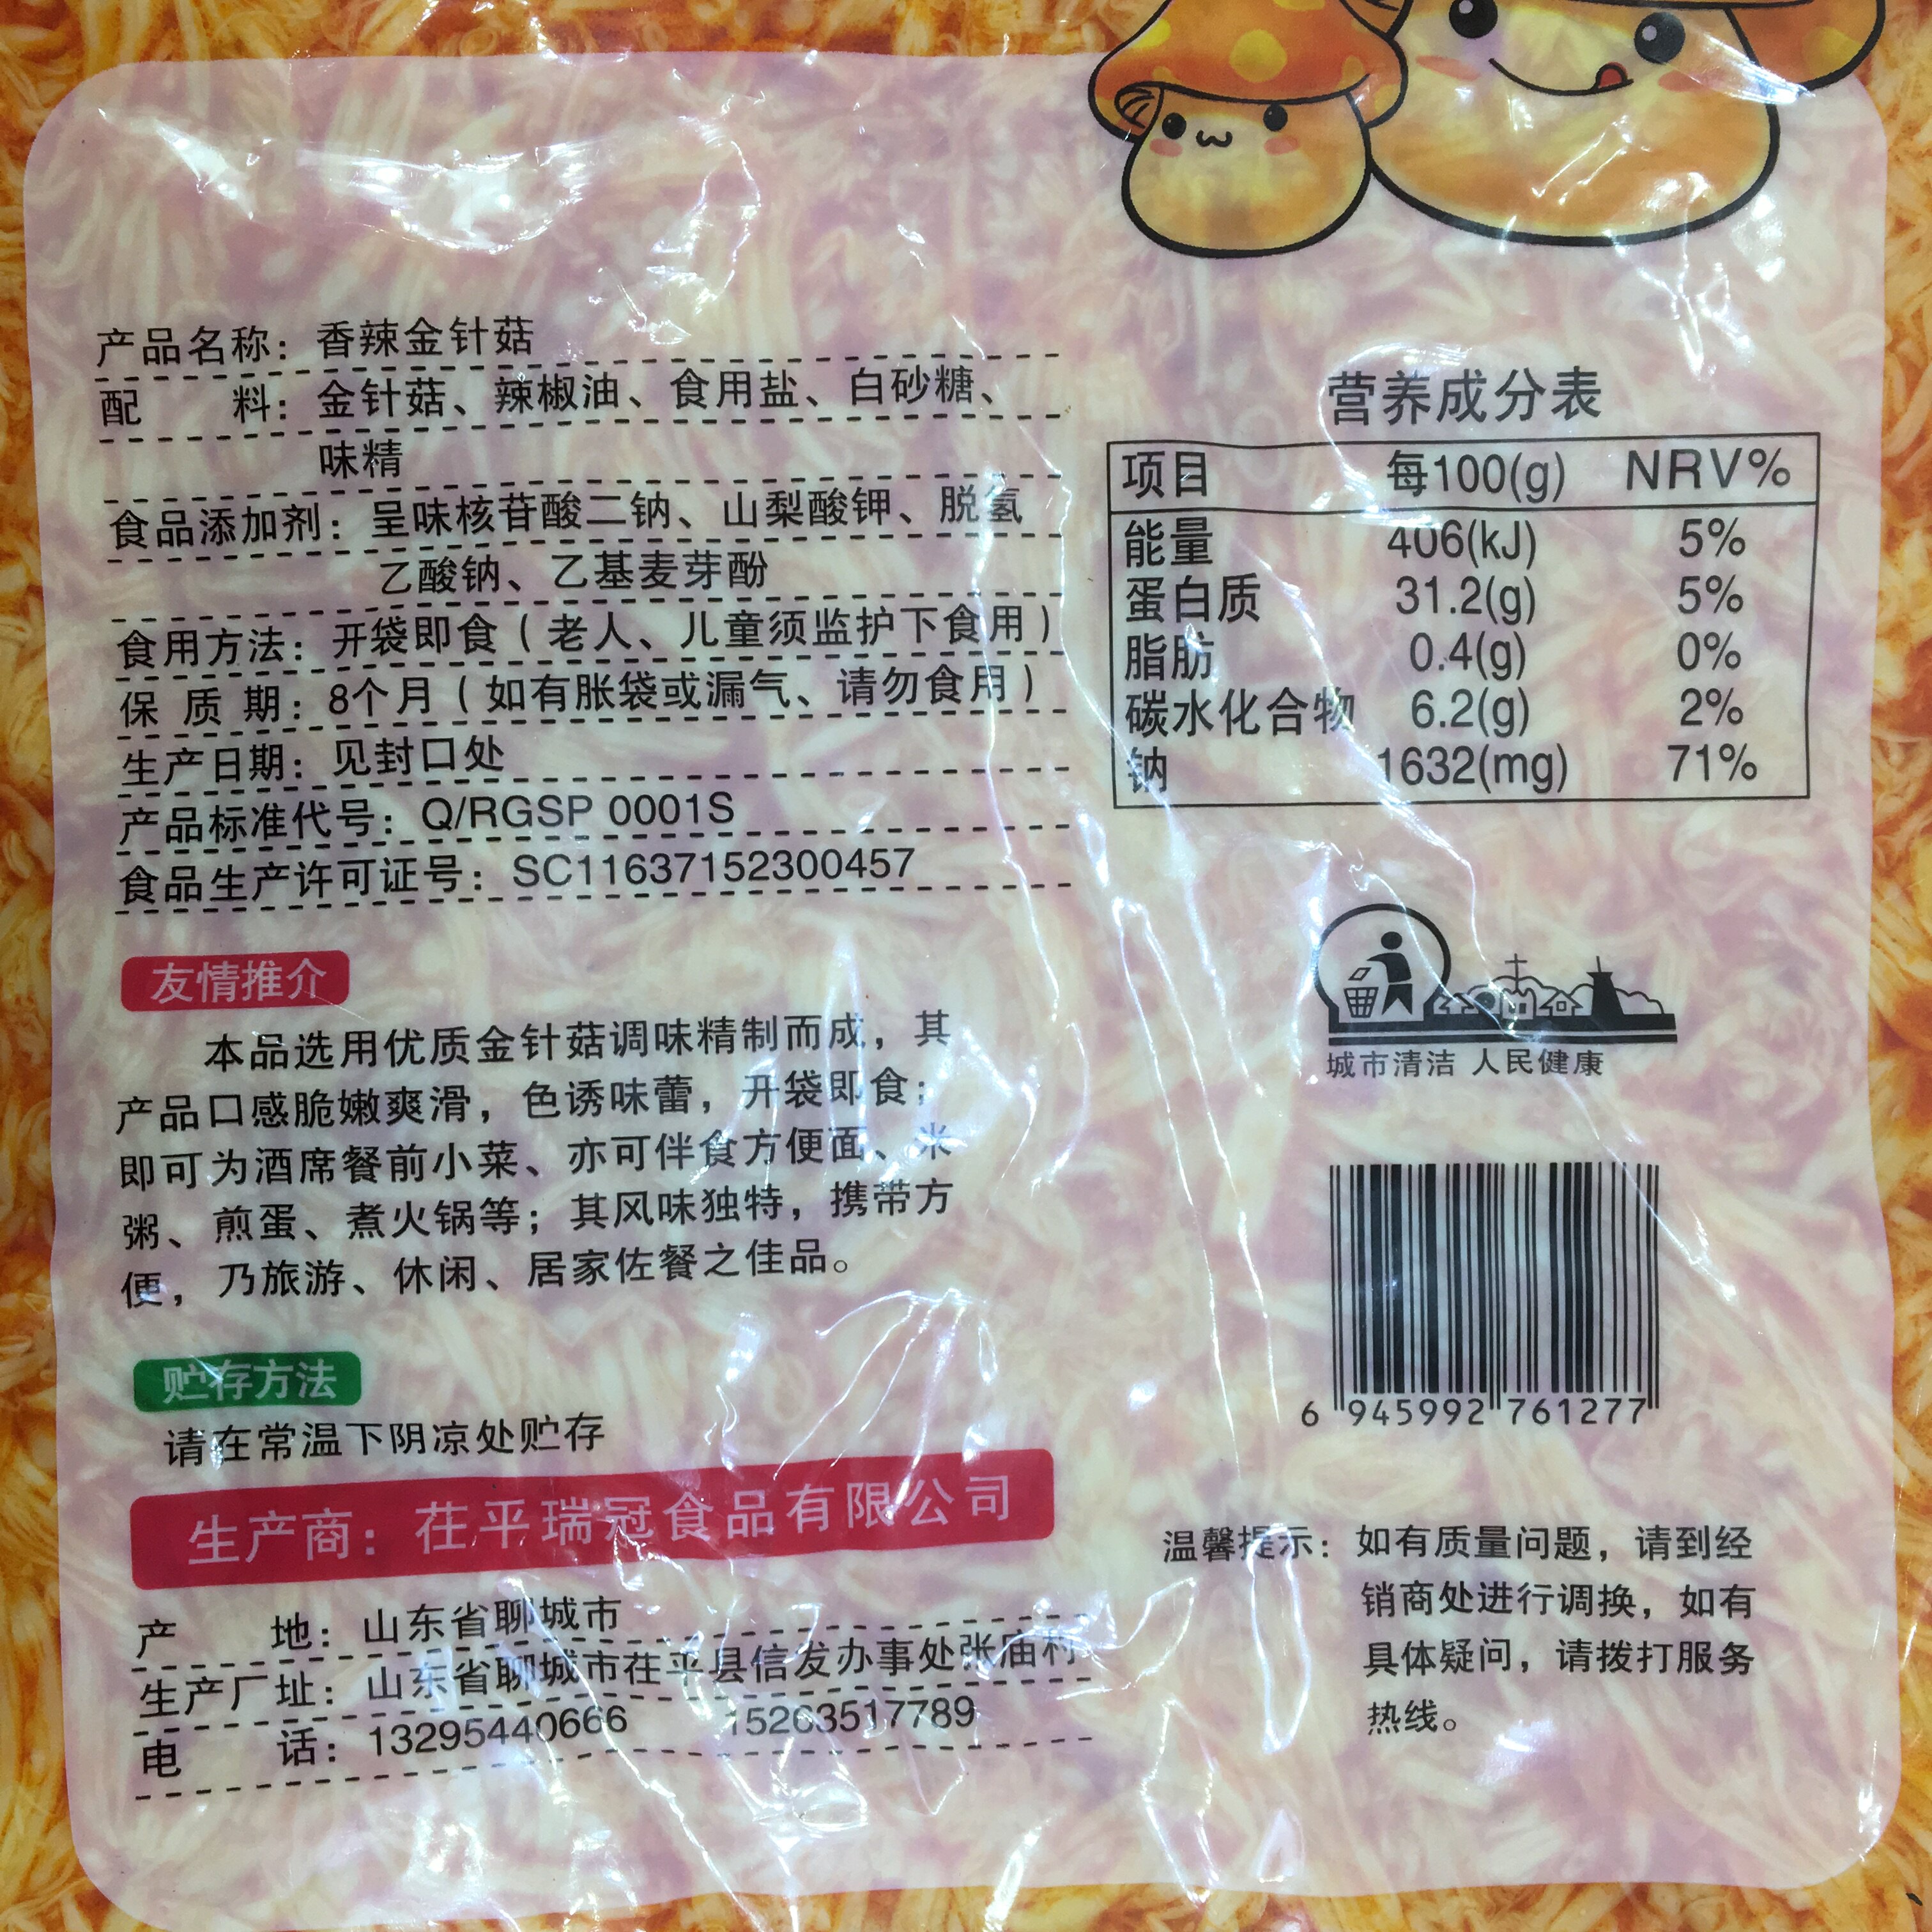 产品名称：香辣金针菇
配料：金针菇、辣椒油、食用盐、白砂糖、
味精
食品添加剂：呈味核苷酸二钠、山梨酸钾、脱氢
乙酸钠、乙基麦芽酚
食用方法：开袋即食（老人、儿童须监护下食用）
保质期：8个月（如有胀袋或漏气、请勿食用）
生产日期：见封口处
产品标准代号：Q/RGSP 0001S
食品生产许可证号：SC11637152300457
友情推介
本品选用优质金针菇调味精制而成，其
产品口感脆嫩爽滑，色诱味蕾，开袋即食；
即可为酒席餐前小菜、亦可伴食方便面、米
粥、煎蛋、煮火锅等；其风味独特，携带方
便，乃旅游、休闲、居家佐餐之佳品。
贮存方法
请在常温下阴凉处贮存
生产商：茌平瑞冠食品有限公司
产地：山东省聊城市
生产厂址：山东省聊城市茌平县信发办事处张庙村
电话：13295440666 15263517789
营养成分表
项目 每100(g) NRV%
能量 406(kJ) 5%
蛋白质 31.2(g) 5%
脂肪 0.4(g) 0%
碳水化合物 6.2(g) 2%
钠 1632(mg) 71%
城市清洁 人民健康
6 945992 761277
温馨提示：如有质量问题，请到经
销商处进行调换，如有
具体疑问，请拨打服务
热线。